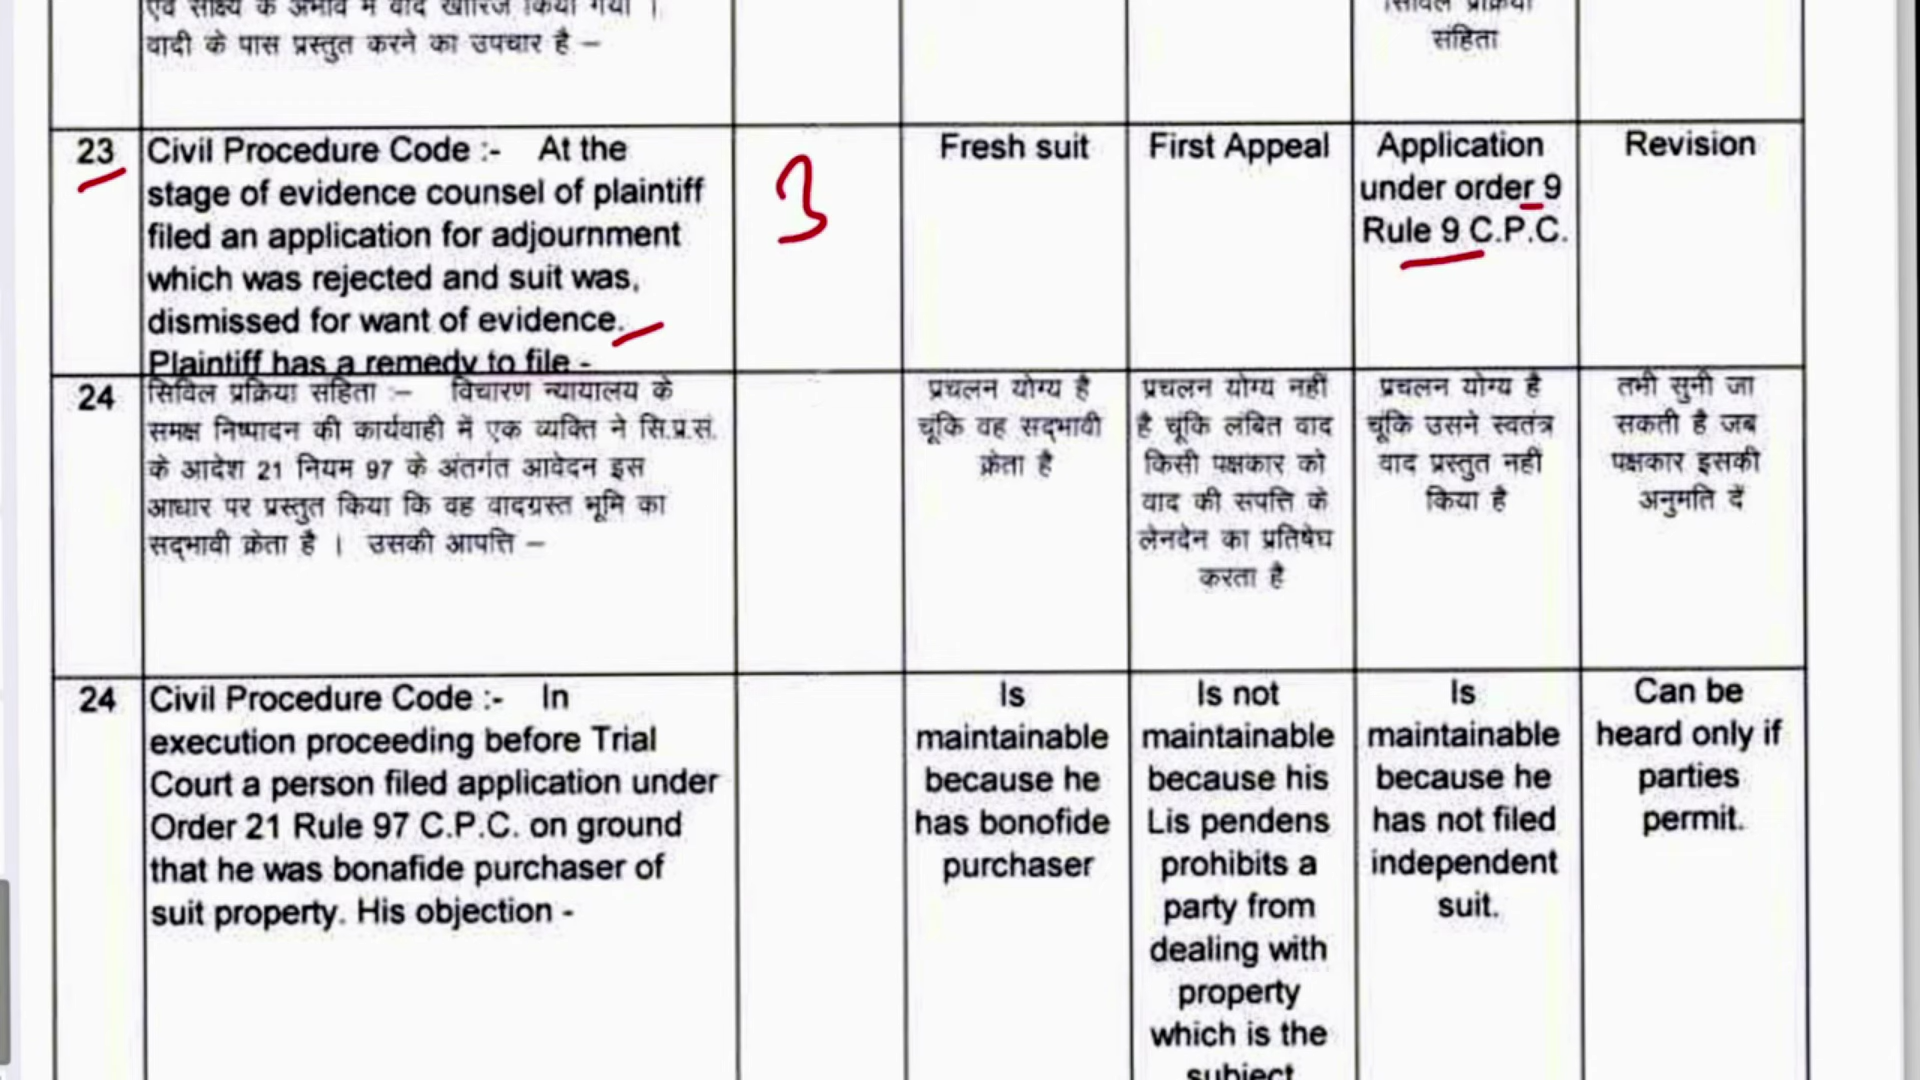 एवं साक्ष्य के अभाव में वाद खारिज किया गया ।
वादी के पास प्रस्तुत करने का उपचार है –
सिविल प्रक्रिया
संहिता
23
Civil Procedure Code :- At the
stage of evidence counsel of plaintiff
filed an application for adjournment
which was rejected and suit was,
dismissed for want of evidence.
Plaintiff has a remedy to file -
3
Fresh suit
First Appeal
Application
under order 9
Rule 9 C.P.C.
Revision
24
सिविल प्रक्रिया संहिता :– विचारण न्यायालय के
समक्ष निष्पादन की कार्यवाही में एक व्यक्ति ने सि.प्र.सं.
के आदेश 21 नियम 97 के अंतर्गत आवेदन इस
आधार पर प्रस्तुत किया कि वह वादग्रस्त भूमि का
सद्भावी क्रेता है । उसकी आपत्ति –
प्रचलन योग्य है
चूंकि वह सद्भावी
क्रेता है
प्रचलन योग्य नहीं
है चूंकि लंबित वाद
किसी पक्षकार को
वाद की संपत्ति के
लेनदेन का प्रतिषेघ
करता है
प्रचलन योग्य है
चूंकि उसने स्वतंत्र
वाद प्रस्तुत नहीं
किया है
तभी सुनी जा
सकती है जब
पक्षकार इसकी
अनुमति दें
24
Civil Procedure Code :- In
execution proceeding before Trial
Court a person filed application under
Order 21 Rule 97 C.P.C. on ground
that he was bonafide purchaser of
suit property. His objection -
Is
maintainable
because he
has bonofide
purchaser
Is not
maintainable
because his
Lis pendens
prohibits a
party from
dealing with
property
which is the
subject
Is
maintainable
because he
has not filed
independent
suit.
Can be
heard only if
parties
permit.